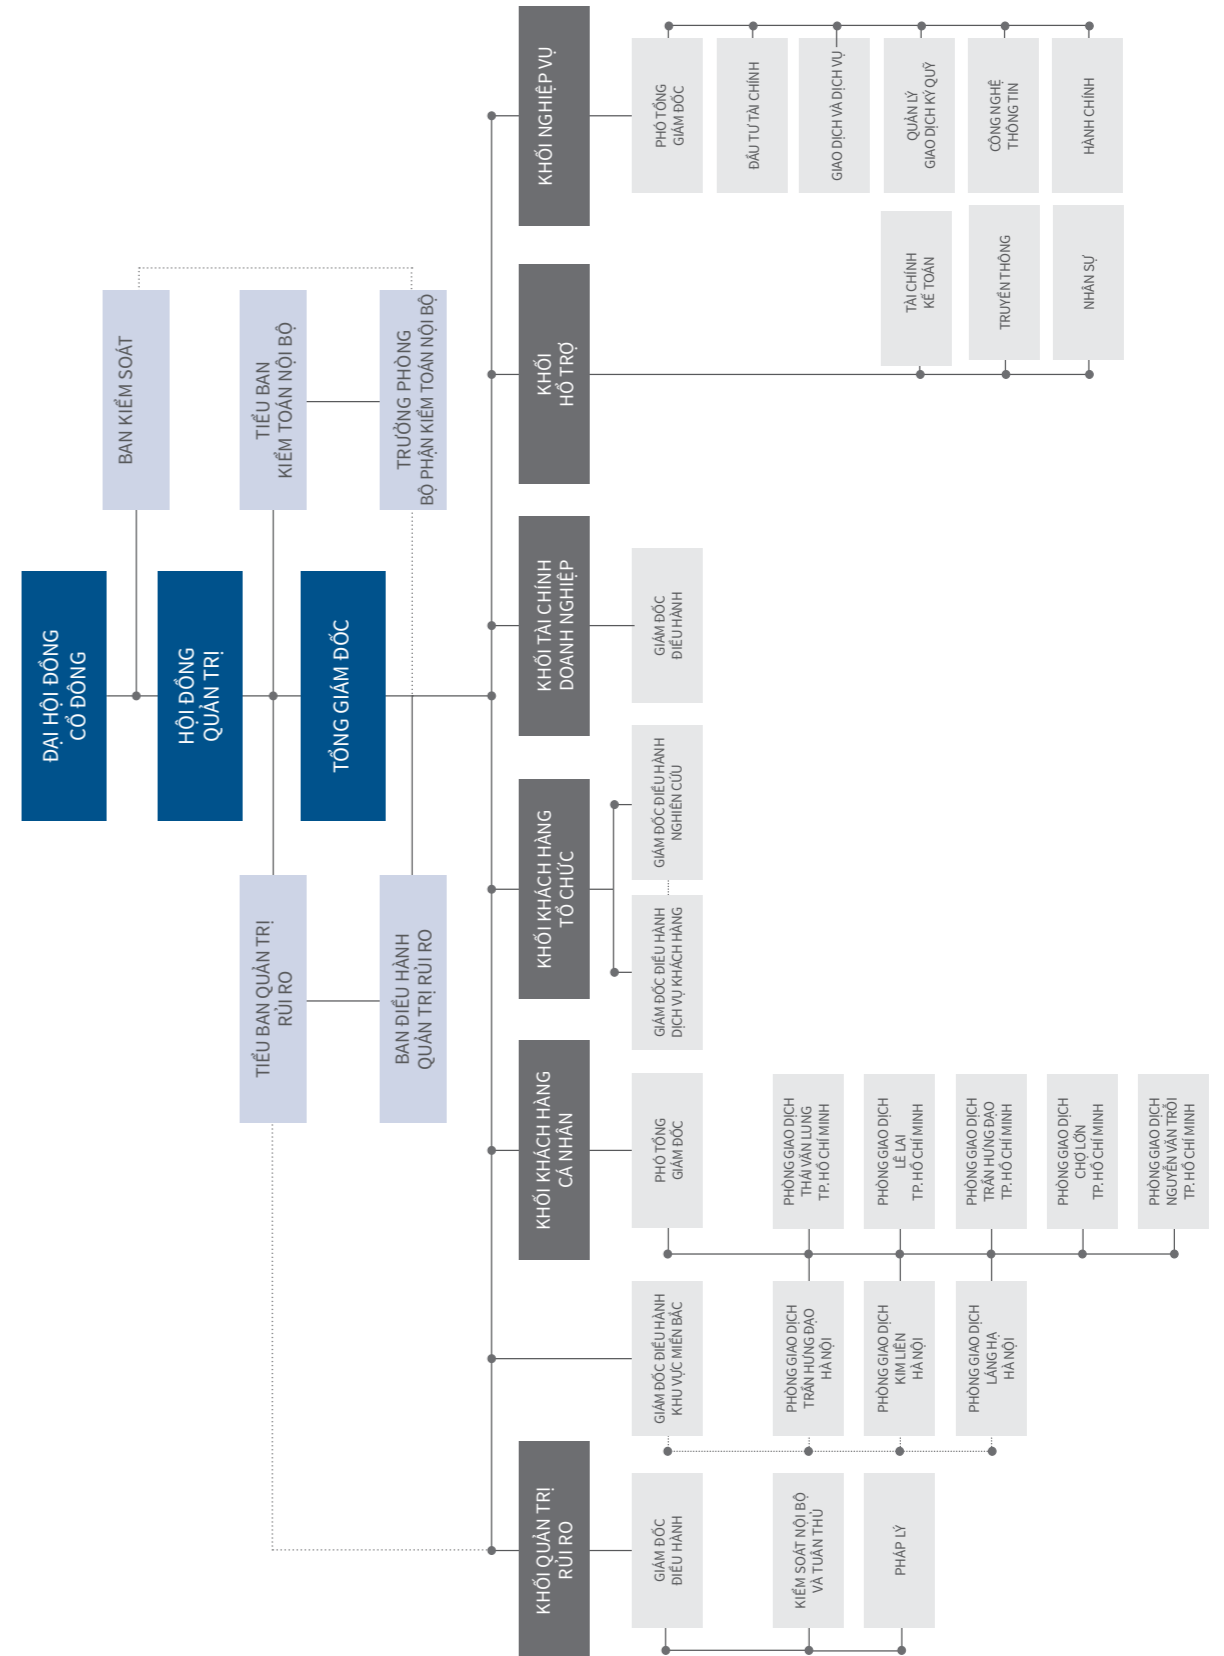 ĐẠI HỘI ĐỒNG
CỔ ĐÔNG
HỘI ĐỒNG
QUẢN TRỊ
TỔNG GIÁM ĐỐC
BAN KIỂM SOÁT
TIỂU BAN
KIỂM TOÁN NỘI BỘ
TRƯỞNG PHÒNG
BỘ PHẬN KIỂM TOÁN NỘI BỘ
TIỂU BAN QUẢN TRỊ
RỦI RO
BAN ĐIỀU HÀNH
QUẢN TRỊ RỦI RO
KHỐI QUẢN TRỊ
RỦI RO
GIÁM ĐỐC
ĐIỀU HÀNH
KIỂM SOÁT NỘI BỘ
VÀ TUÂN THỦ
PHÁP LÝ
GIÁM ĐỐC ĐIỀU HÀNH
KHU VỰC MIỀN BẮC
PHÒNG GIAO DỊCH
TRẦN HƯNG ĐẠO
HÀ NỘI
PHÒNG GIAO DỊCH
KIM LIÊN
HÀ NỘI
PHÒNG GIAO DỊCH
LÁNG HẠ
HÀ NỘI
KHỐI KHÁCH HÀNG
CÁ NHÂN
PHÓ TỔNG
GIÁM ĐỐC
PHÒNG GIAO DỊCH
THÁI VĂN LUNG
TP. HỒ CHÍ MINH
PHÒNG GIAO DỊCH
LÊ LAI
TP. HỒ CHÍ MINH
PHÒNG GIAO DỊCH
TRẦN HƯNG ĐẠO
TP. HỒ CHÍ MINH
PHÒNG GIAO DỊCH
CHỢ LỚN
TP. HỒ CHÍ MINH
PHÒNG GIAO DỊCH
NGUYỄN VĂN TRỖI
TP. HỒ CHÍ MINH
KHỐI KHÁCH HÀNG
TỔ CHỨC
GIÁM ĐỐC ĐIỀU HÀNH
DỊCH VỤ KHÁCH HÀNG
GIÁM ĐỐC ĐIỀU HÀNH
NGHIÊN CỨU
KHỐI TÀI CHÍNH
DOANH NGHIỆP
GIÁM ĐỐC
ĐIỀU HÀNH
KHỐI
HỖ TRỢ
TÀI CHÍNH
KẾ TOÁN
TRUYỀN THÔNG
NHÂN SỰ
KHỐI NGHIỆP VỤ
PHÓ TỔNG
GIÁM ĐỐC
ĐẦU TƯ TÀI CHÍNH
GIAO DỊCH VÀ DỊCH VỤ
QUẢN LÝ
GIAO DỊCH KÝ QUỸ
CÔNG NGHỆ
THÔNG TIN
HÀNH CHÍNH